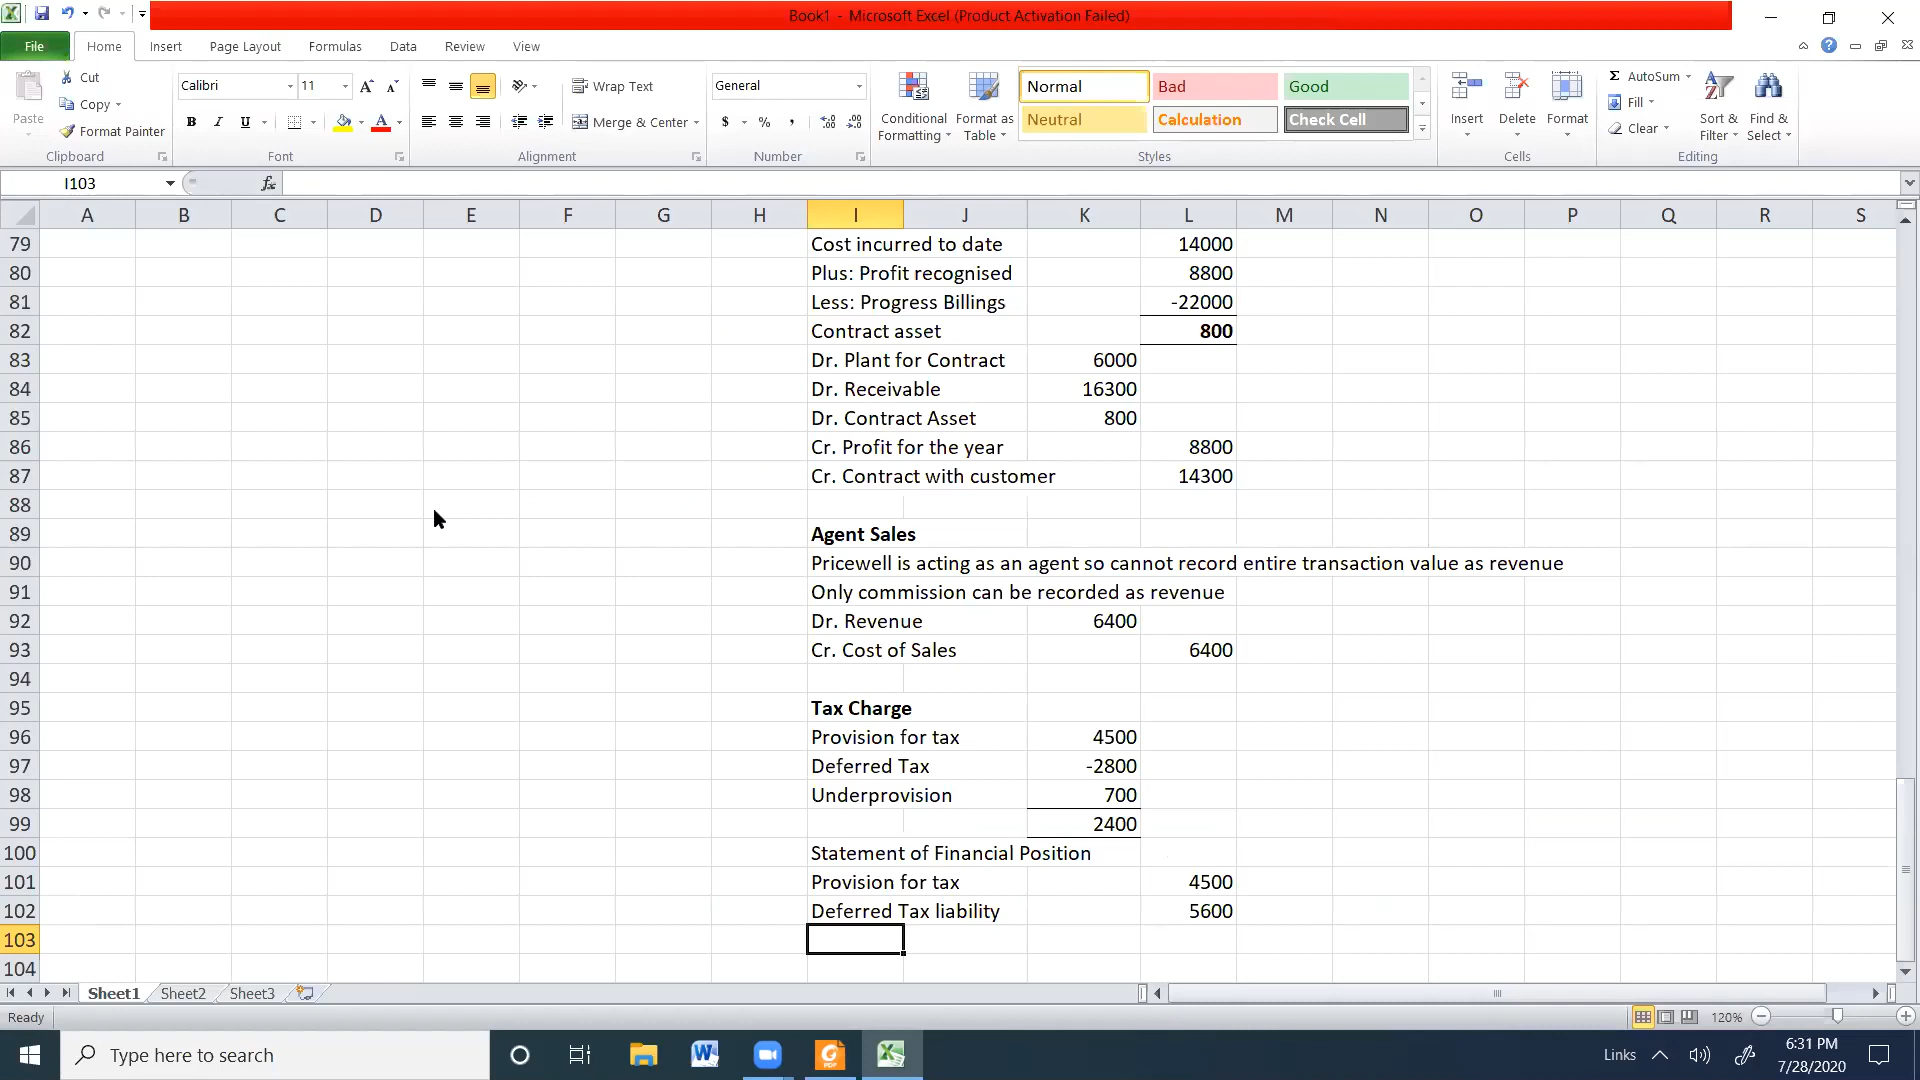 Book1 - Microsoft Excel (Product Activation Failed)
File Home Insert Page Layout Formulas Data Review View
Paste Cut Copy Format Painter Clipboard
Calibri 11 A A B I U A Font
Wrap Text Merge & Center Alignment
General $ % , Number
Conditional Formatting Format as Table
Normal Bad Good
Neutral Calculation Check Cell
Styles
Insert Delete Format Cells
Σ AutoSum Fill Clear Sort & Filter Find & Select Editing
I103 fx
A B C D E F G H I J K L M N O P Q R S
79 Cost incurred to date 14000
80 Plus: Profit recognised 8800
81 Less: Progress Billings -22000
82 Contract asset 800
83 Dr. Plant for Contract 6000
84 Dr. Receivable 16300
85 Dr. Contract Asset 800
86 Cr. Profit for the year 8800
87 Cr. Contract with customer 14300
88
89 Agent Sales
90 Pricewell is acting as an agent so cannot record entire transaction value as revenue
91 Only commission can be recorded as revenue
92 Dr. Revenue 6400
93 Cr. Cost of Sales 6400
94
95 Tax Charge
96 Provision for tax 4500
97 Deferred Tax -2800
98 Underprovision 700
99 2400
100 Statement of Financial Position
101 Provision for tax 4500
102 Deferred Tax liability 5600
103
104
Sheet1 Sheet2 Sheet3
Ready 120%
Type here to search Links 6:31 PM
7/28/2020